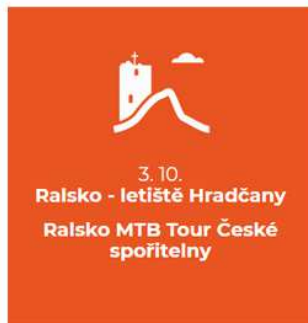 3. 10.
Ralsko - letiště Hradčany
Ralsko MTB Tour České
spořitelny